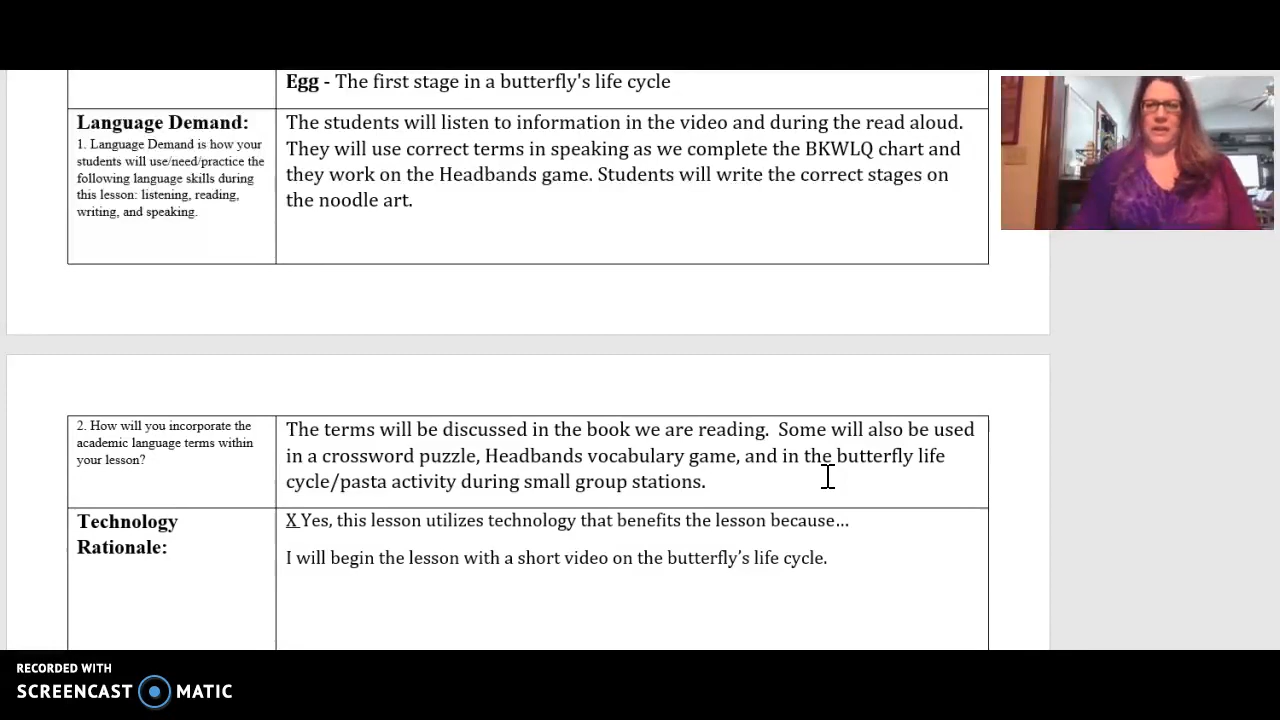 Egg - The first stage in a butterfly's life cycle
Language Demand:
1. Language Demand is how your
students will use/need/practice the
following language skills during
this lesson: listening, reading,
writing, and speaking.
The students will listen to information in the video and during the read aloud.
They will use correct terms in speaking as we complete the BKWLQ chart and
they work on the Headbands game. Students will write the correct stages on
the noodle art.
2. How will you incorporate the
academic language terms within
your lesson?
The terms will be discussed in the book we are reading.  Some will also be used
in a crossword puzzle, Headbands vocabulary game, and in the butterfly life
cycle/pasta activity during small group stations.
Technology
Rationale:
X Yes, this lesson utilizes technology that benefits the lesson because…
I will begin the lesson with a short video on the butterfly’s life cycle.
RECORDED WITH
SCREENCAST MATIC